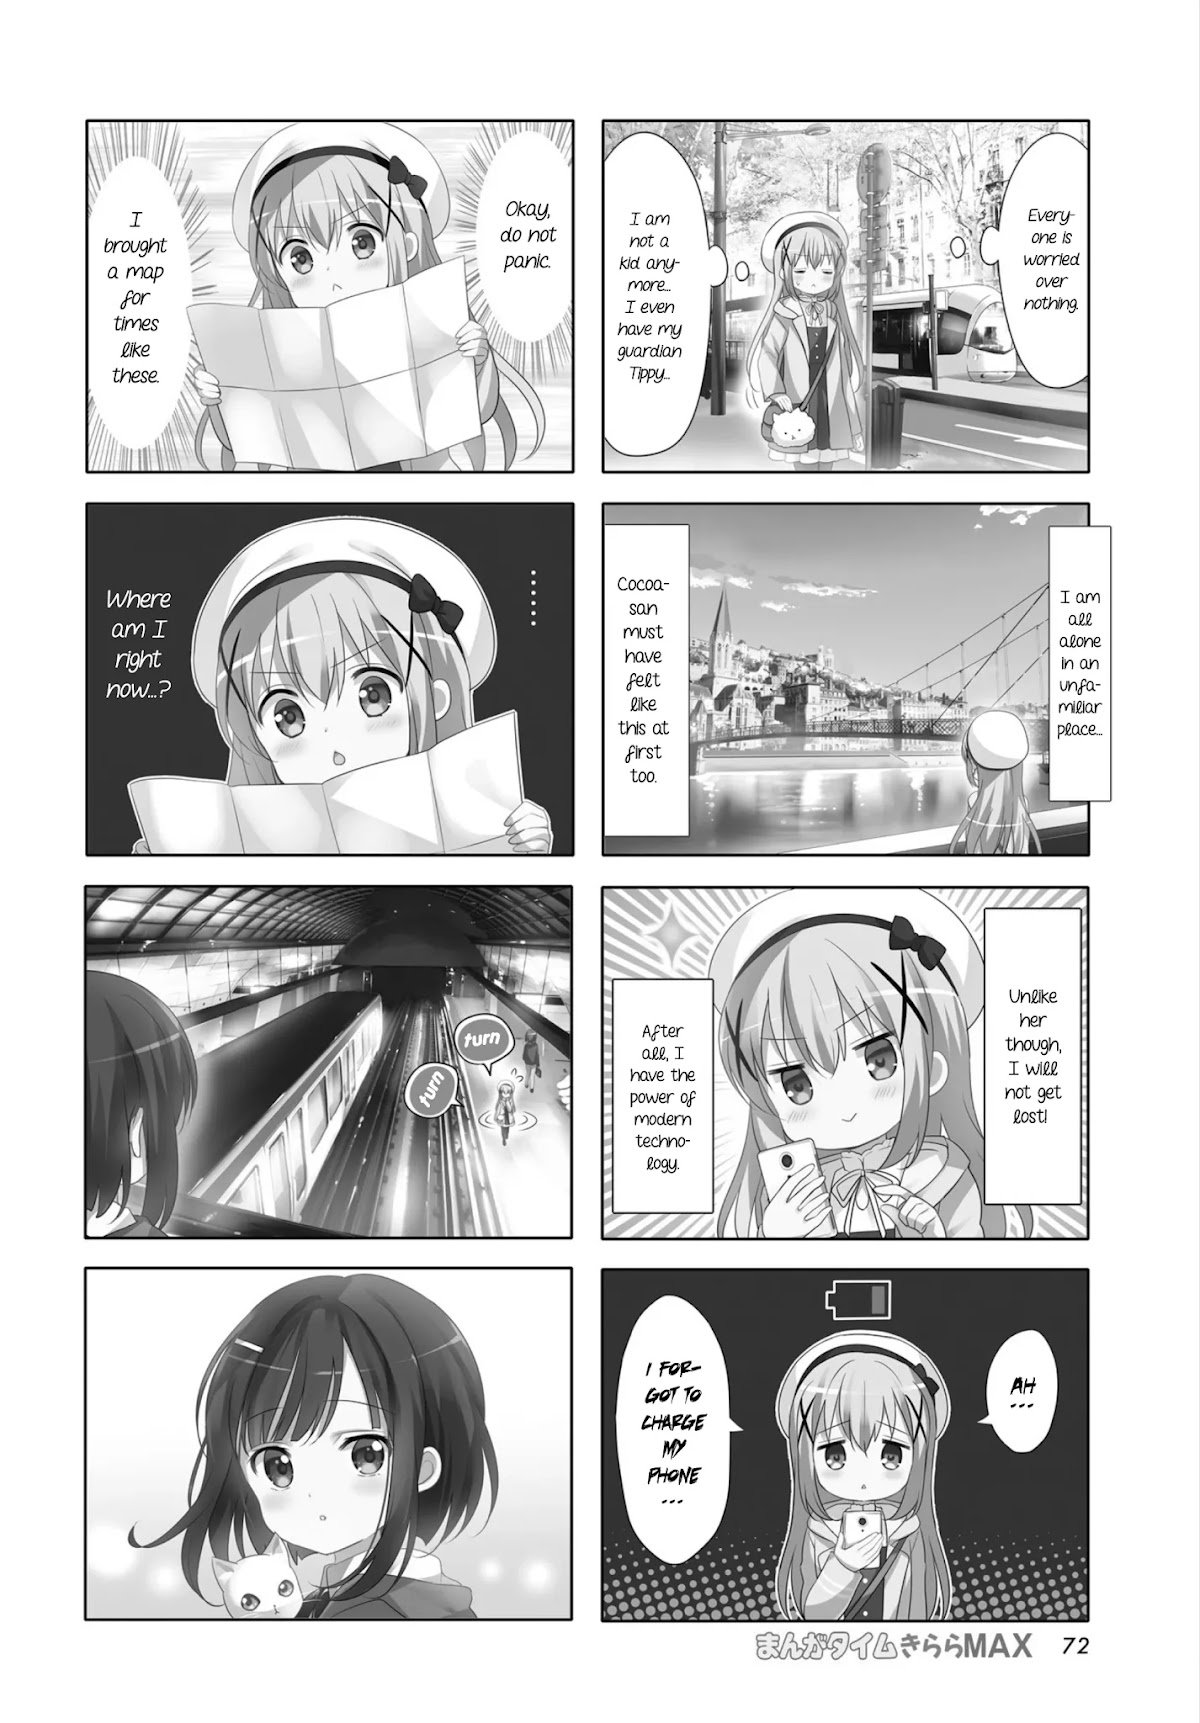 Every-
one is
worried
over
nothing.
I am
not a
kid any-
more...
I even
have my
guardian
Tippy...
I am
all
alone
in an
unfa-
miliar
place...
Cocoa-
san
must
have
felt
like
this at
first
too.
Unlike
her
though,
I will
not get
lost!
After
all, I
have the
power of
modern
techno-
logy.
AH
...
I FOR-
GOT TO
CHARGE
MY
PHONE
...
Okay,
do not
panic.
I
brought
a map
for
times
like
these.
......
Where
am I
right
now...?
turn
turn
まんがタイムきららMAX 72